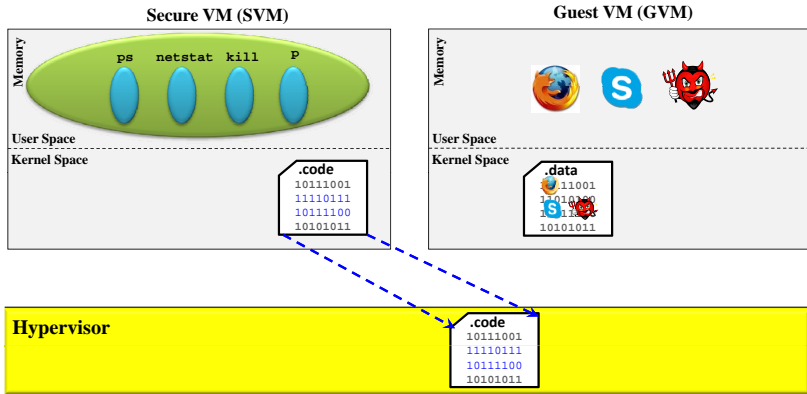 Secure VM (SVM)
Guest VM (GVM)
Memory
ps netstat kill p
User Space
Kernel Space
.code
10111001
11110111
10111100
10101011
Memory
S
User Space
Kernel Space
.data
S
10101011
Hypervisor
.code
10111001
11110111
10111100
10101011